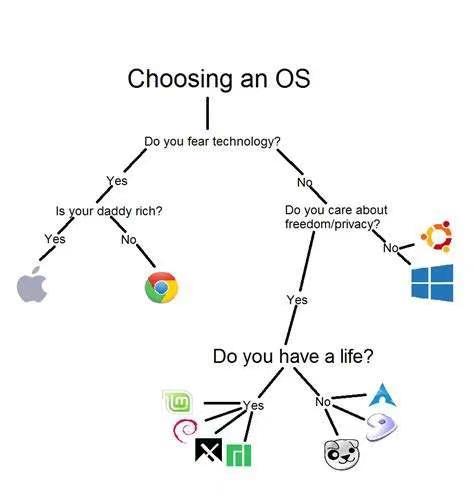 Choosing an OS
Do you fear technology?
Yes
No
Is your daddy rich?
Do you care about
freedom/privacy?
Yes
No
No
Yes
Do you have a life?
Yes
No